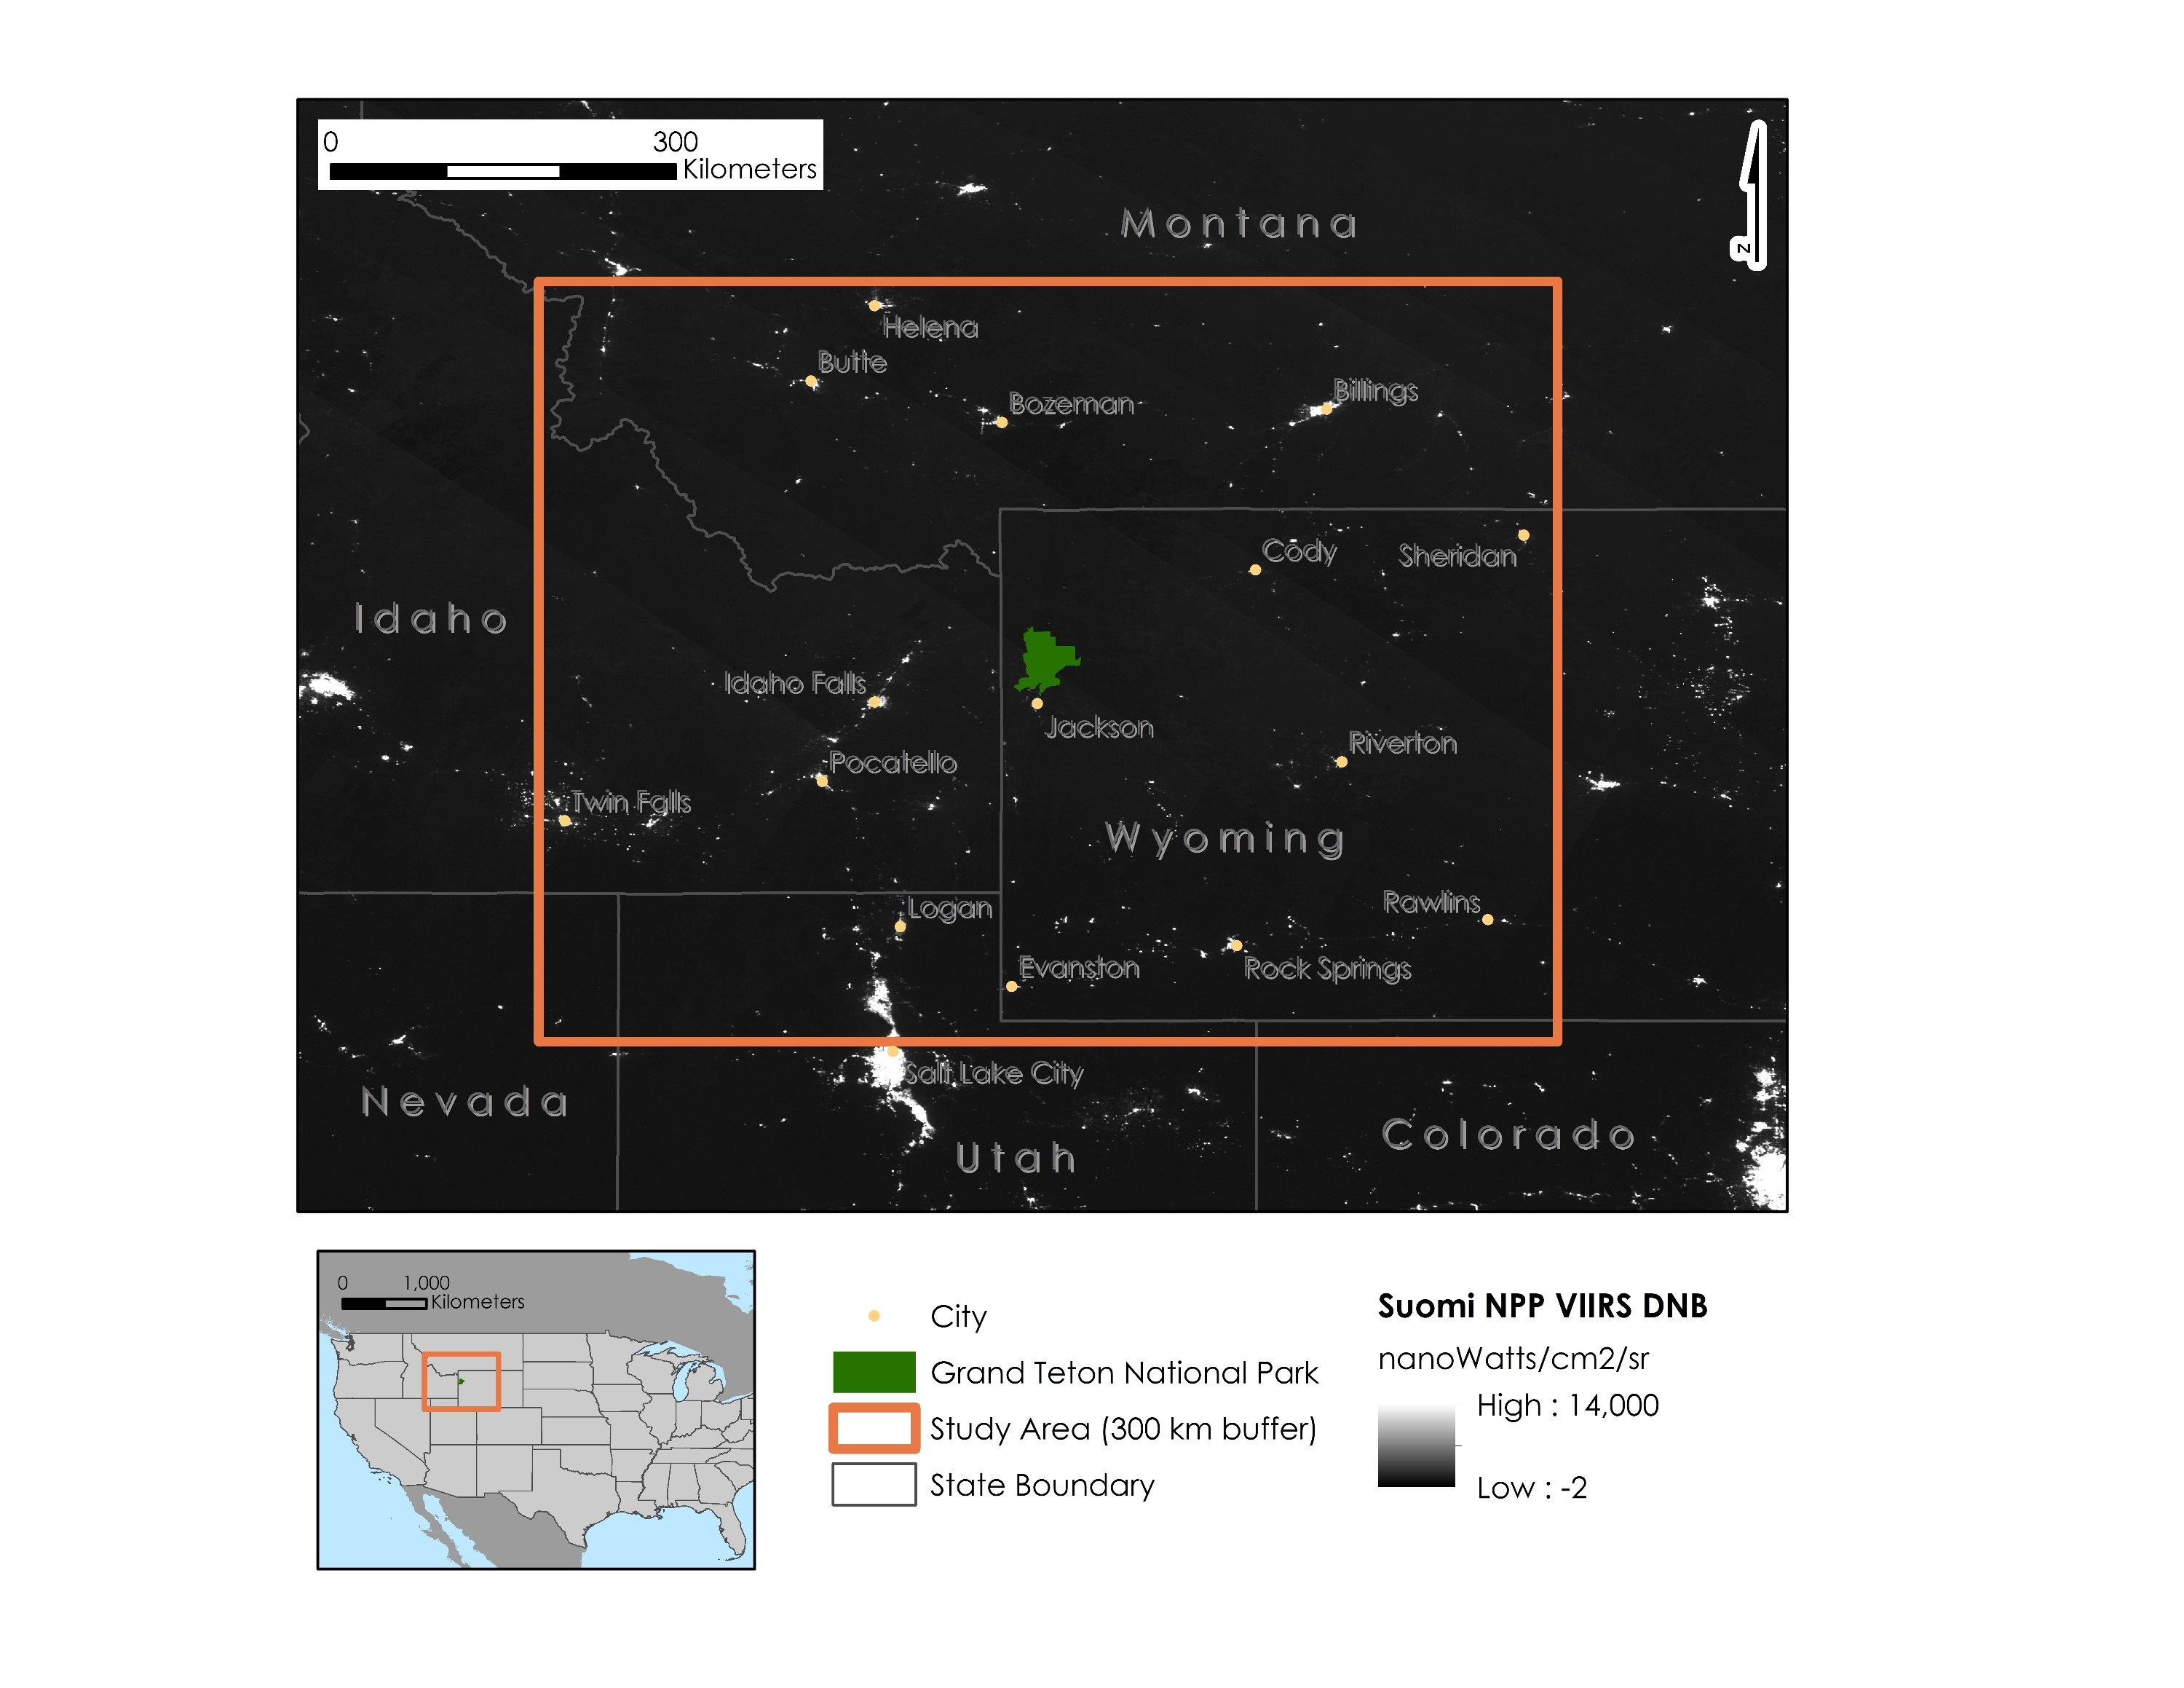 0 300
Kilometers
N
Montana
Helena
Butte
Billings
Bozeman
Cody
Sheridan
Idaho
Idaho Falls
Jackson
Riverton
Pocatello
Twin Falls
Wyoming
Rawlins
Logan
Evanston
Rock Springs
Salt Lake City
Nevada
Colorado
Utah
0 1,000
Kilometers
City
Grand Teton National Park
Study Area (300 km buffer)
State Boundary
Suomi NPP VIIRS DNB
nanoWatts/cm2/sr
High : 14,000
Low : -2